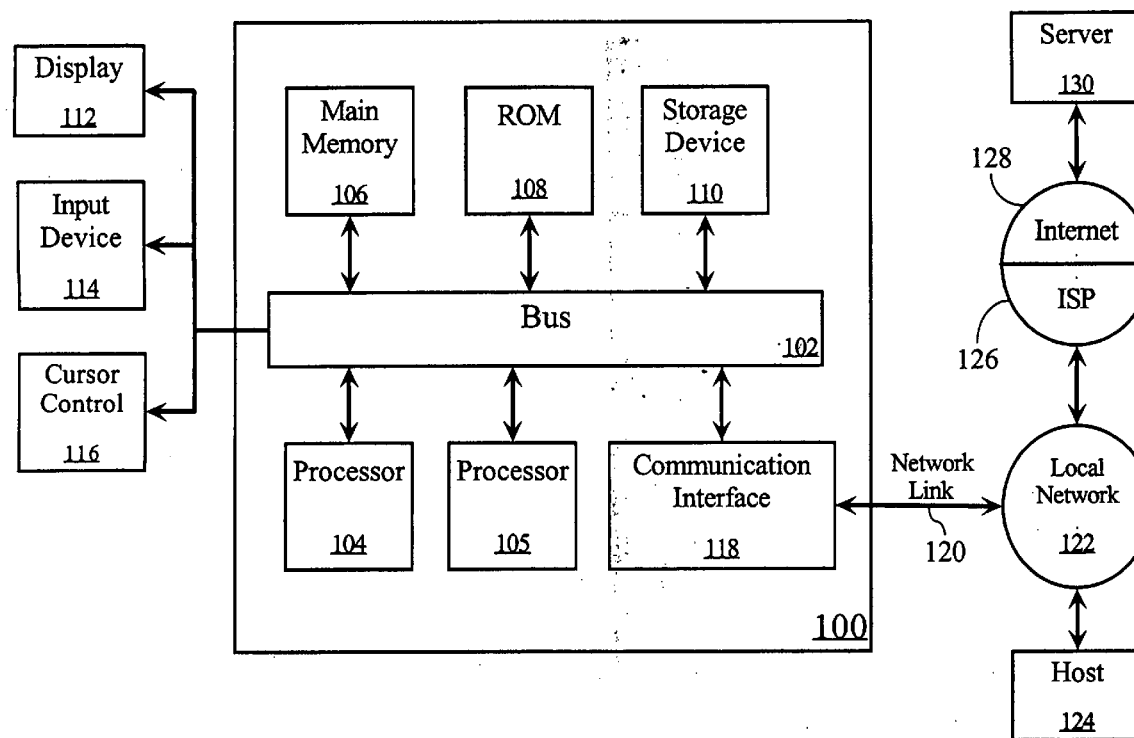 Display
112
Input
Device
114
Cursor
Control
116
Main
Memory
106
ROM
108
Storage
Device
110
Bus
102
Processor
104
Processor
105
Communication
Interface
118
100
Network
Link
120
Server
130
128
Internet
ISP
126
Local
Network
122
Host
124